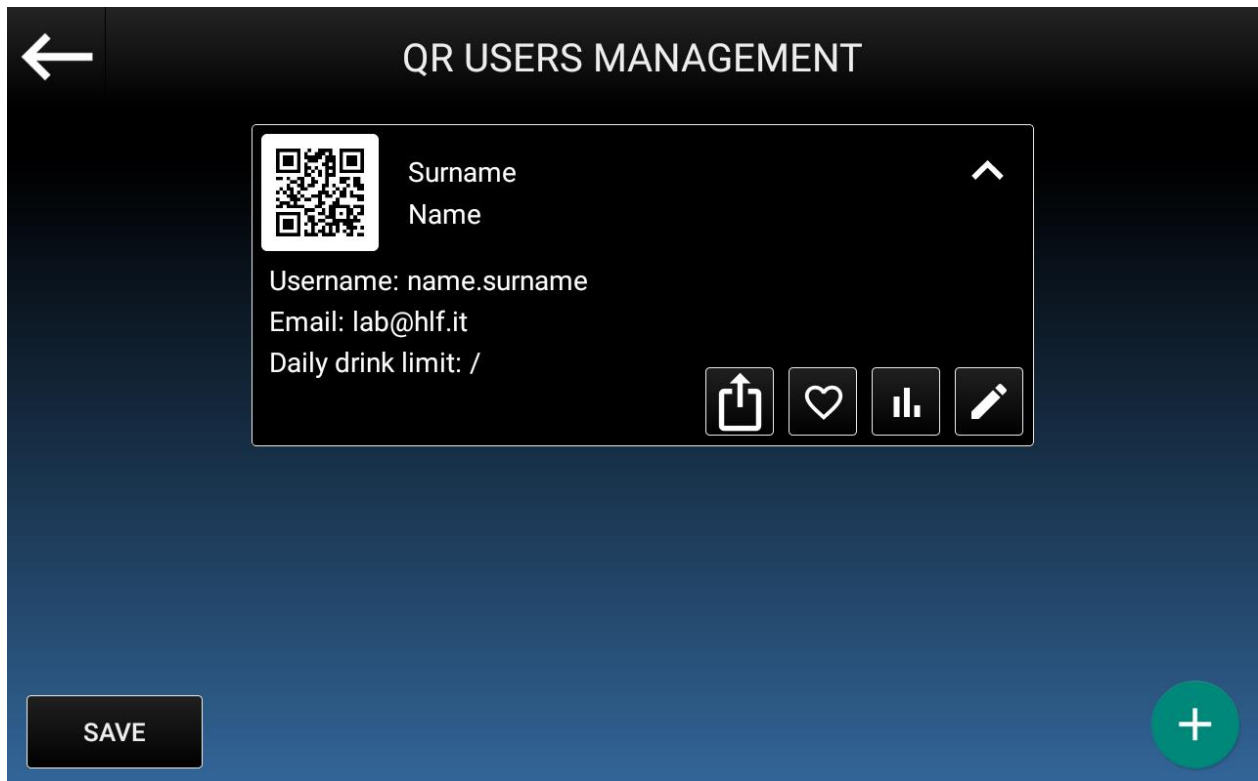 QR USERS MANAGEMENT
Surname
Name
Username: name.surname
Email: lab@hlf.it
Daily drink limit: /
SAVE